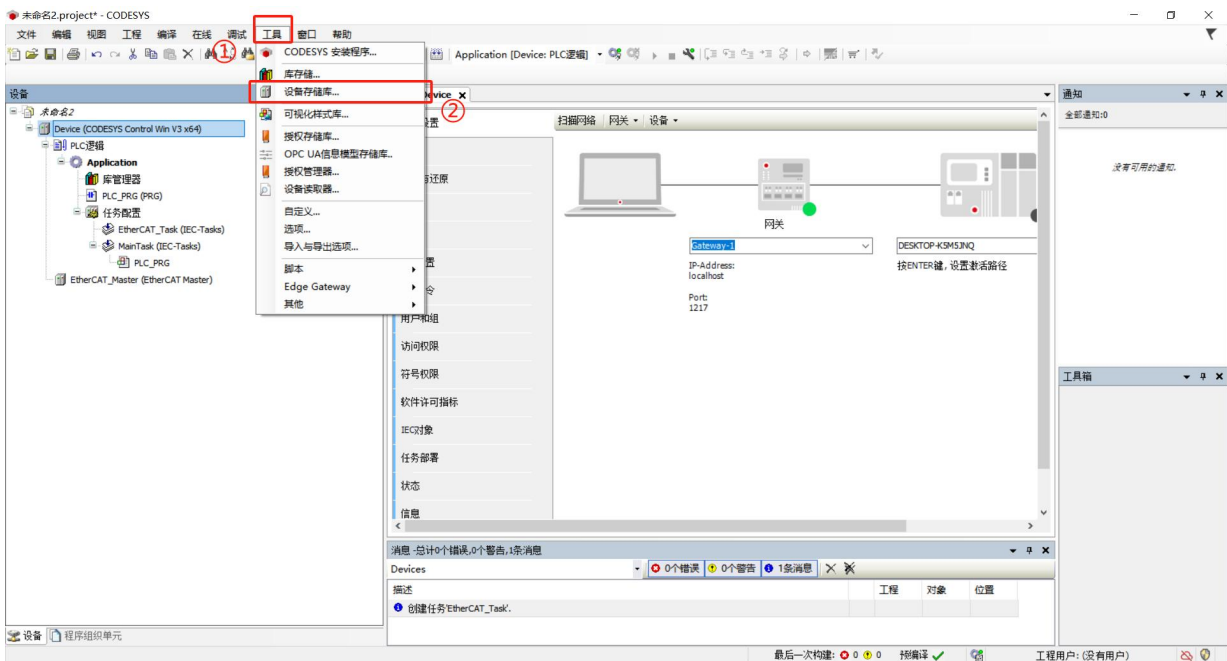 未命名2.project* - CODESYS
文件 编辑 视图 工程 编译 在线 调试 工具 窗口 帮助
①
Application [Device: PLC逻辑]
CODESYS 安装程序...
库存储...
设备存储库...
②
可视化样式库...
授权存储库...
OPC UA信息模型存储库..
授权管理器...
设备读取器...
自定义...
选项...
导入与导出选项...
脚本
Edge Gateway
其他
设备
未命名2
Device (CODESYS Control Win V3 x64)
PLC逻辑
Application
库管理器
PLC_PRG (PRG)
任务配置
EtherCAT_Task (IEC-Tasks)
MainTask (IEC-Tasks)
PLC_PRG
EtherCAT_Master (EtherCAT Master)
设备 程序组织单元
扫描网络 网关 设备
网关
Gateway-1
IP-Address:
localhost
Port:
1217
DESKTOP-K5M5JNQ
按ENTER键, 设置激活路径
用户和组
访问权限
符号权限
软件许可指标
IEC对象
任务部署
状态
信息
通知
全部通知:0
没有可用的通知.
工具箱
消息 -总计0个错误,0个警告,1条消息
Devices
0个错误 0个警告 1条消息
描述 工程 对象 位置
创建任务'EtherCAT_Task'.
最后一次构建: 0 0 预编译 工程用户: (没有用户)